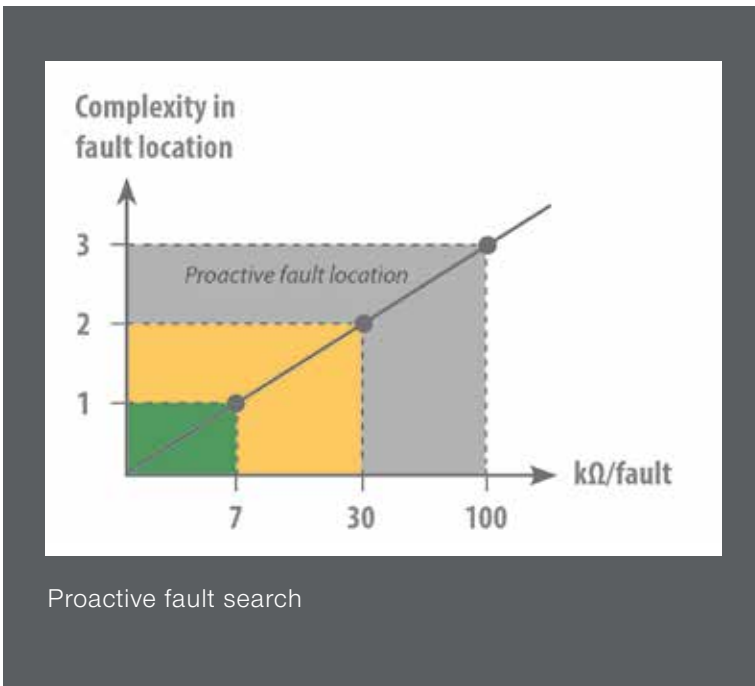 Complexity in
fault location
3
Proactive fault location
2
1
kΩ/fault
7 30 100
Proactive fault search